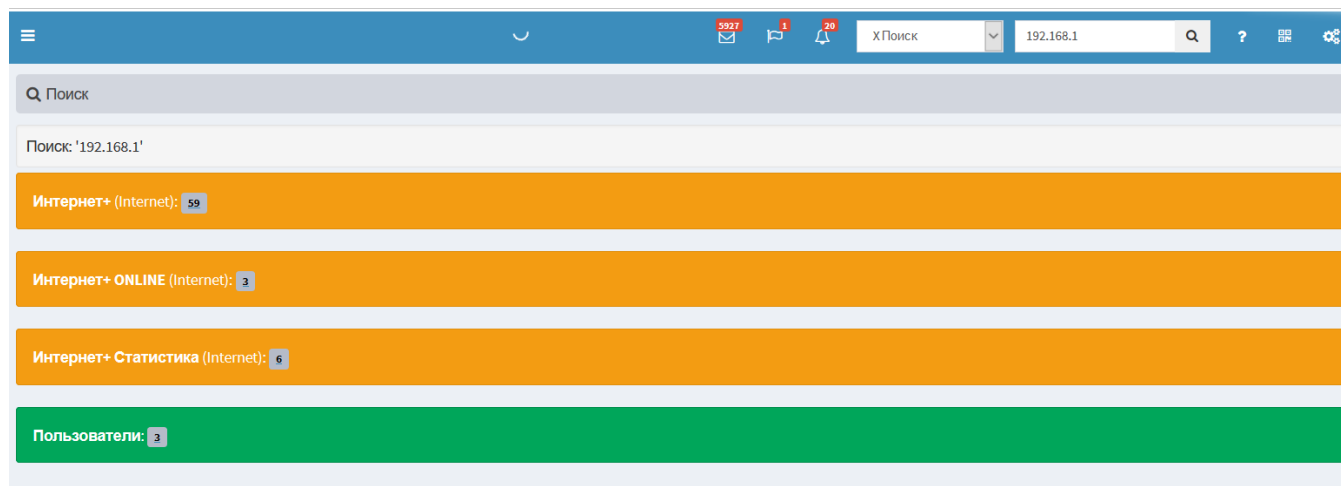 5927 1 20 X Поиск 192.168.1 ?
Поиск
Поиск: '192.168.1'
Интернет+ (Internet): 59
Интернет+ ONLINE (Internet): 3
Интернет+ Статистика (Internet): 6
Пользователи: 3